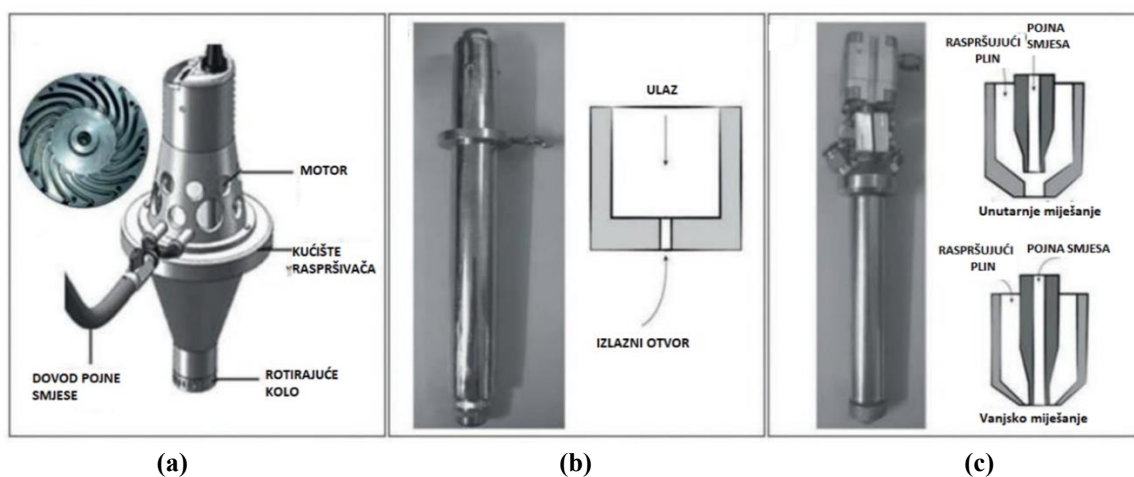 MOTOR
KUĆIŠTE
RASPRŠIVAČA
DOVOD POJNE
SMJESE
ROTIRAJUĆE
KOLO
(a)
ULAZ
IZLAZNI OTVOR
(b)
RASPRŠUJUĆI
PLIN
POJNA
SMJESA
Unutarnje miješanje
RASPRŠUJUĆI
PLIN
POJNA SMJESA
Vanjsko miješanje
(c)